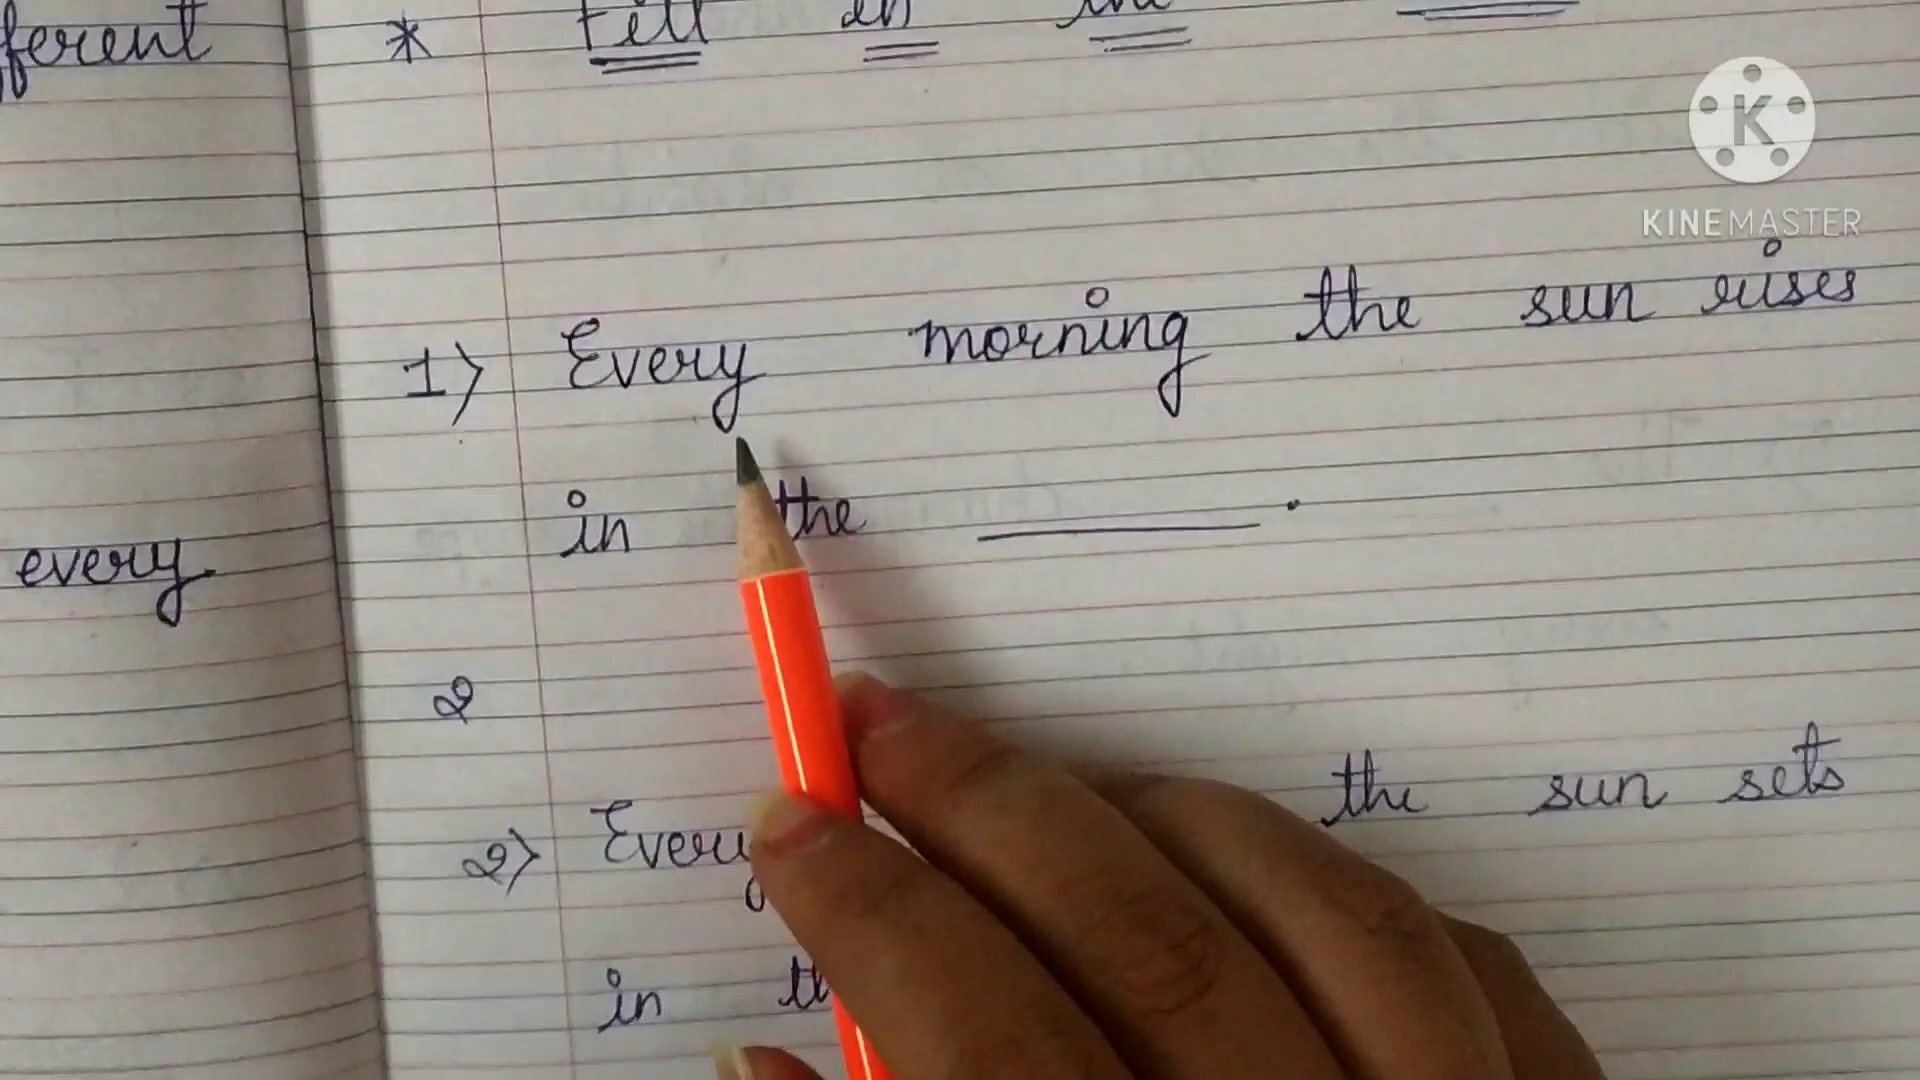 ferent
every
* Fill in the
1) Every morning the sun rises
in the ________.
2
2) Every the sun sets
in
KINEMASTER